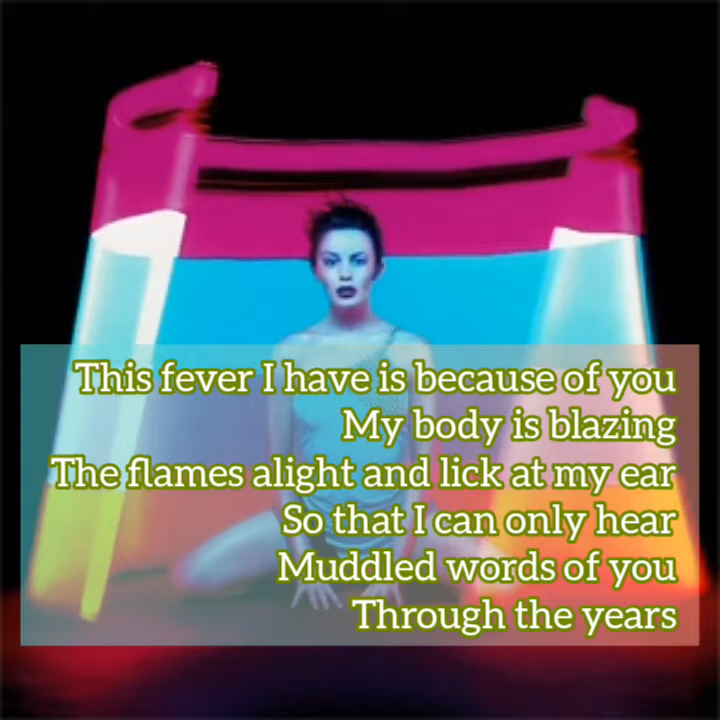 This fever I have is because of you
My body is blazing
The flames alight and lick at my ear
So that I can only hear
Muddled words of you
Through the years